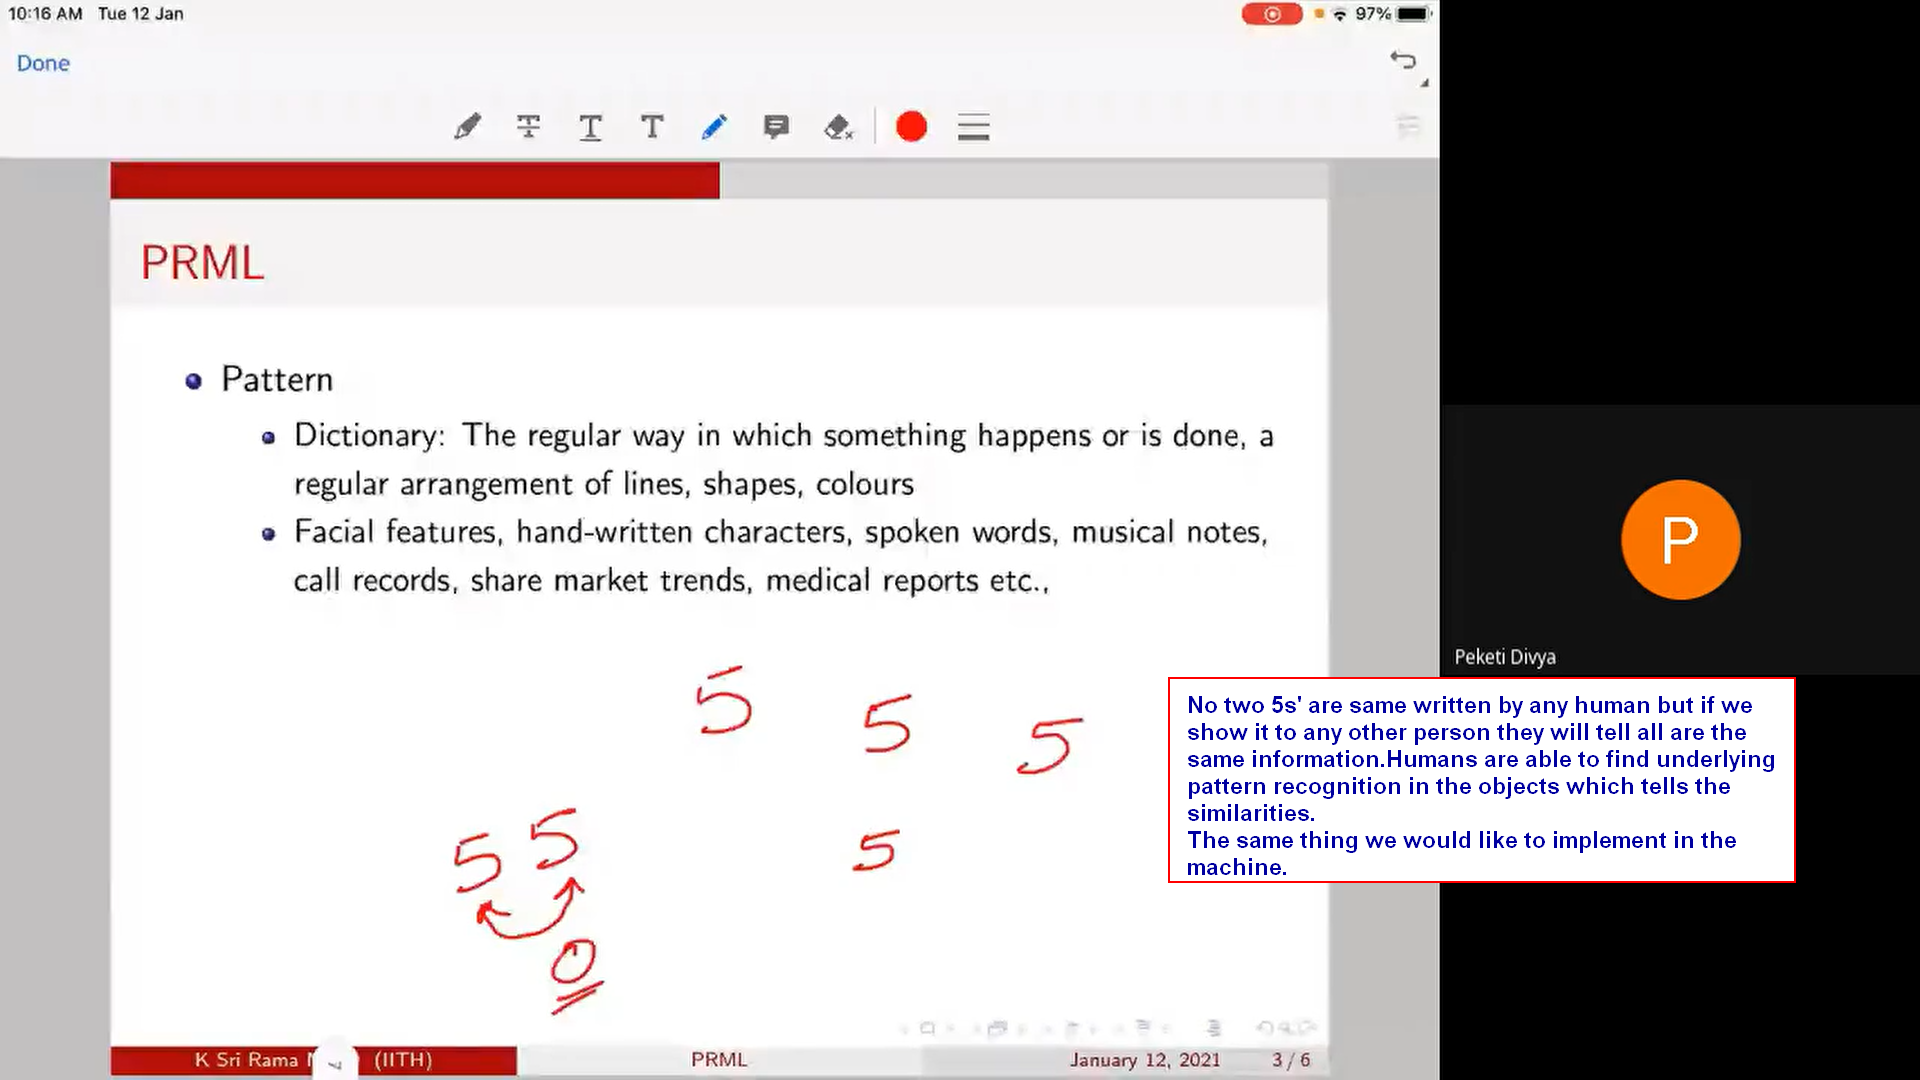 10:16 AM Tue 12 Jan
97%
Done
T T T
PRML
Pattern
Dictionary: The regular way in which something happens or is done, a
regular arrangement of lines, shapes, colours
Facial features, hand-written characters, spoken words, musical notes,
call records, share market trends, medical reports etc.,
5 5 5
5 5 5
0
P
Peketi Divya
No two 5s' are same written by any human but if we
show it to any other person they will tell all are the
same information.Humans are able to find underlying
pattern recognition in the objects which tells the
similarities.
The same thing we would like to implement in the
machine.
K Sri Rama (IITH) PRML January 12, 2021 3 / 6